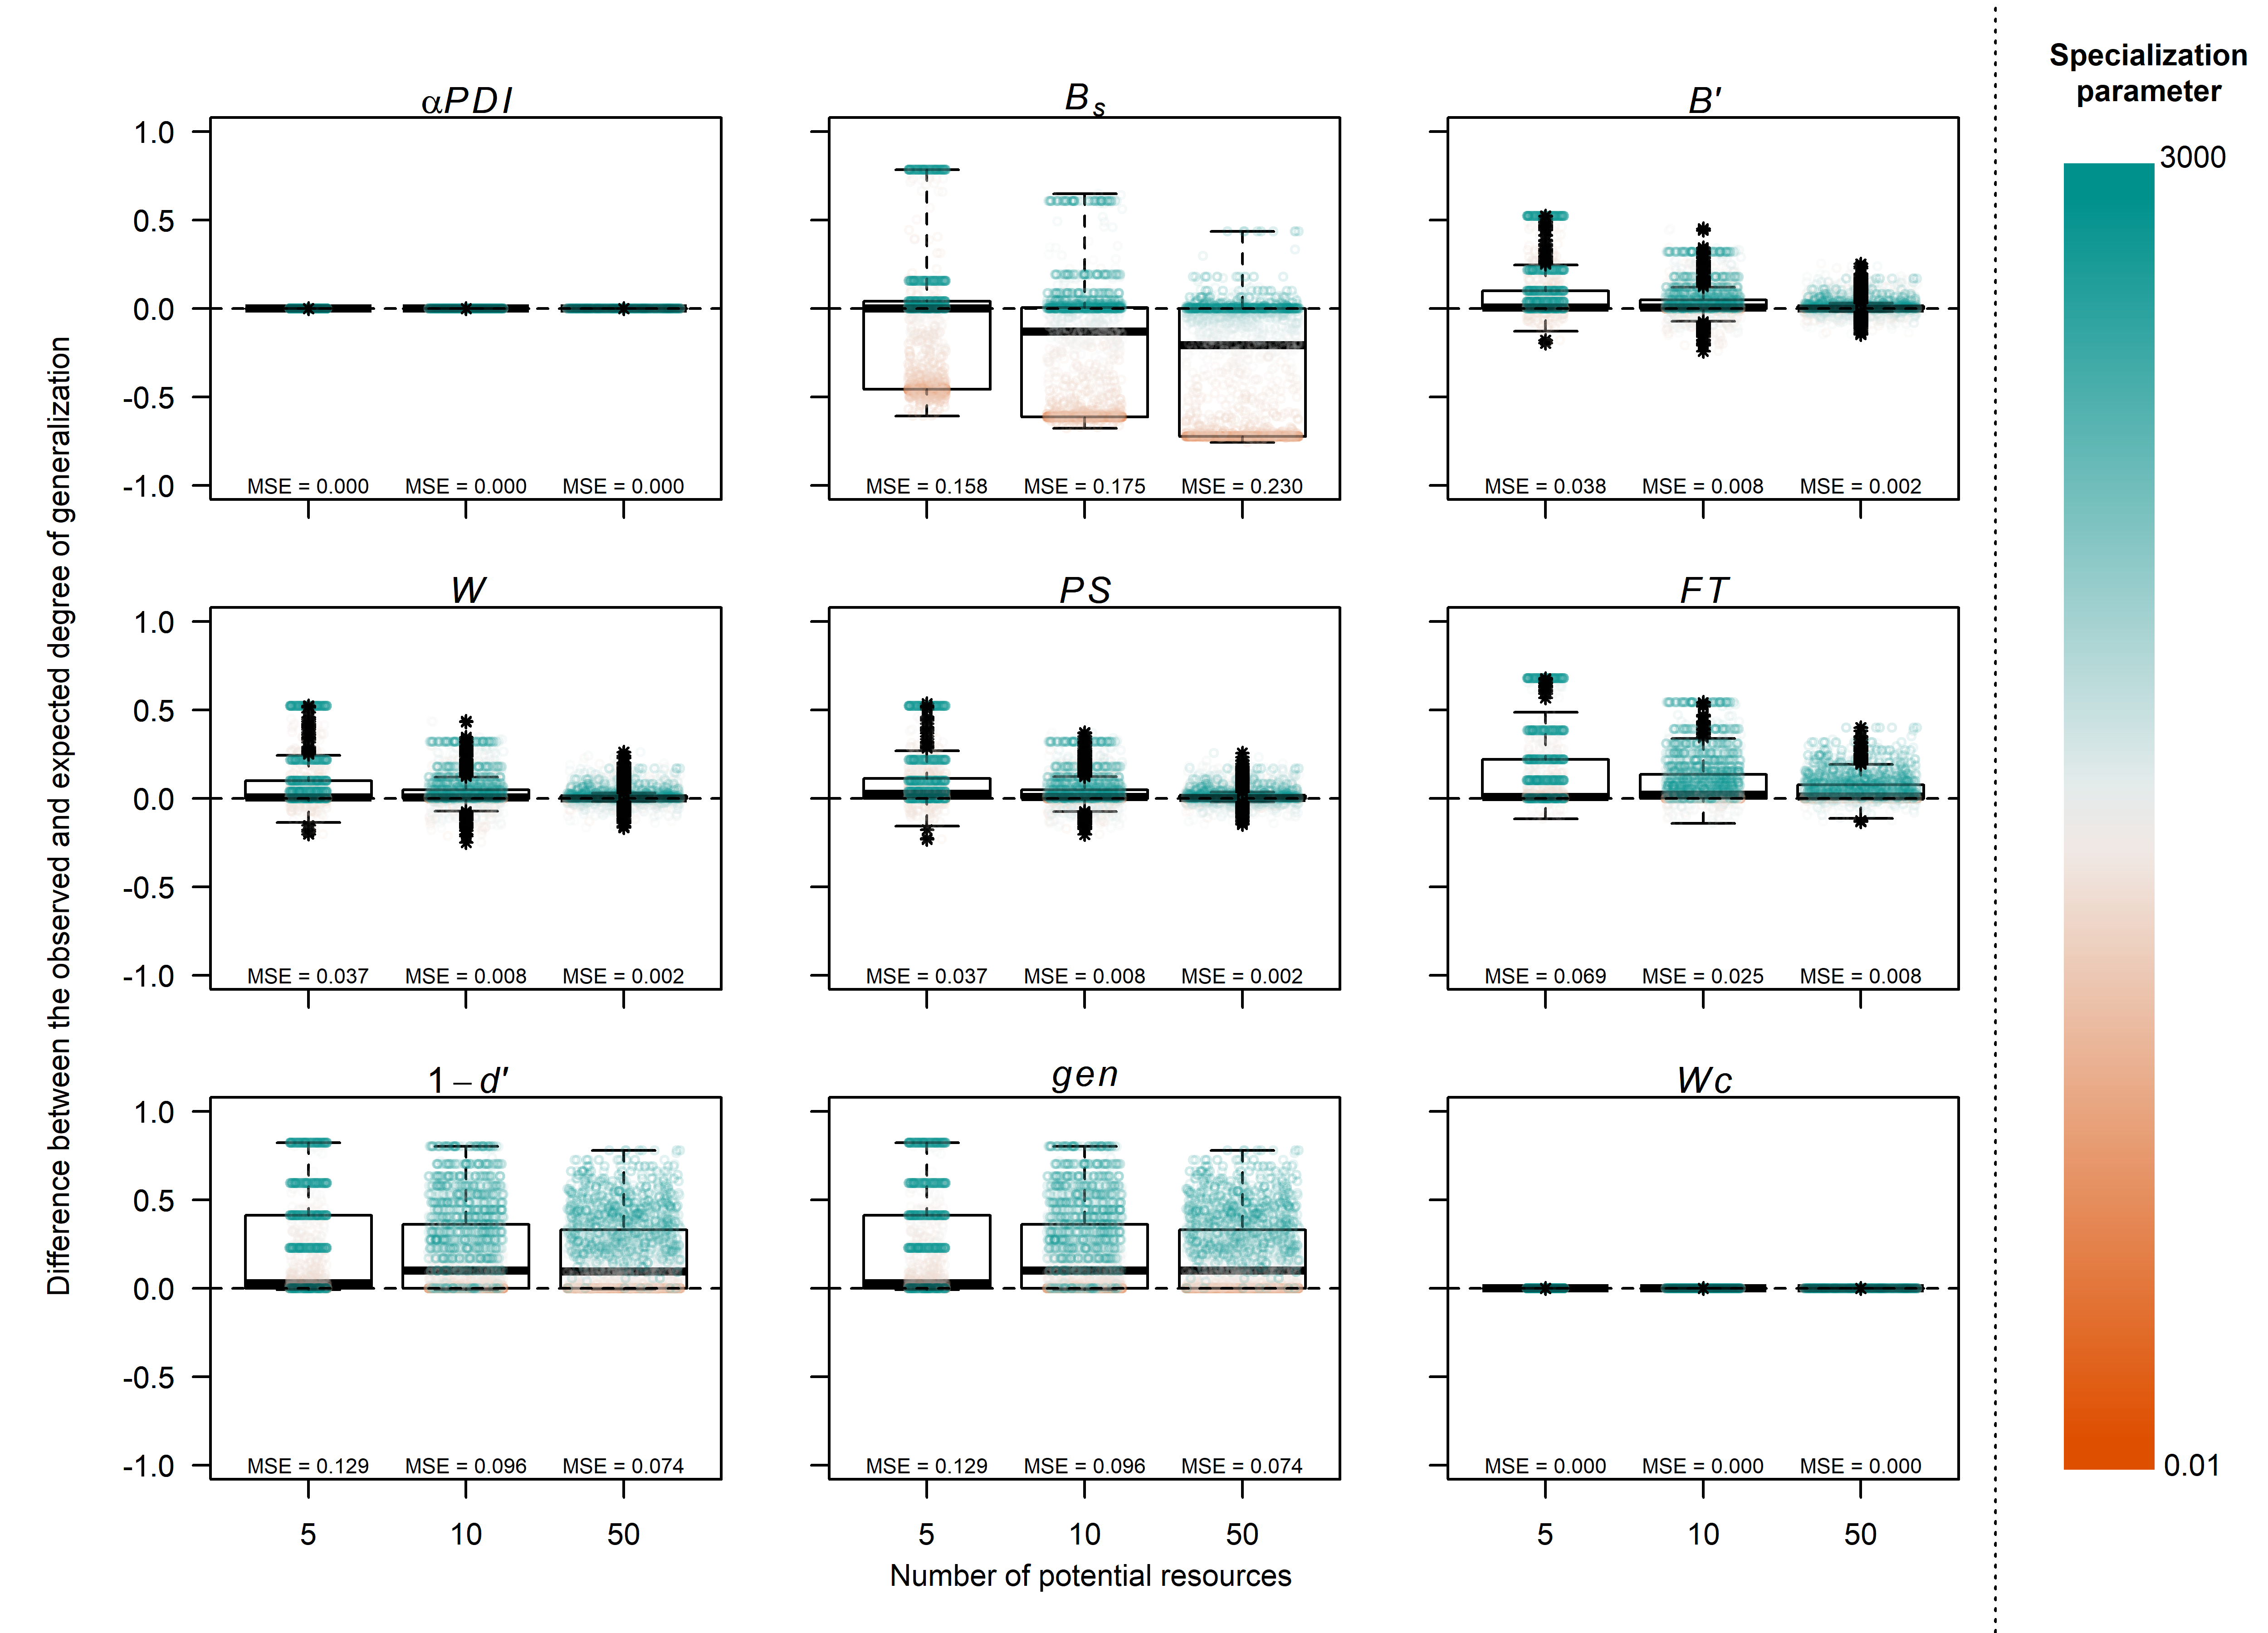 Specialization
parameter
3000
0.01
Difference between the observed and expected degree of generalization
αPDI
1.0
0.5
0.0
-0.5
-1.0
MSE = 0.000 MSE = 0.000 MSE = 0.000
Bs
MSE = 0.158 MSE = 0.175 MSE = 0.230
B'
MSE = 0.038 MSE = 0.008 MSE = 0.002
W
1.0
0.5
0.0
-0.5
-1.0
MSE = 0.037 MSE = 0.008 MSE = 0.002
PS
MSE = 0.037 MSE = 0.008 MSE = 0.002
FT
MSE = 0.069 MSE = 0.025 MSE = 0.008
1 – d'
1.0
0.5
0.0
-0.5
-1.0
MSE = 0.129 MSE = 0.096 MSE = 0.074
5 10 50
gen
MSE = 0.129 MSE = 0.096 MSE = 0.074
5 10 50
Wc
MSE = 0.000 MSE = 0.000 MSE = 0.000
5 10 50
Number of potential resources